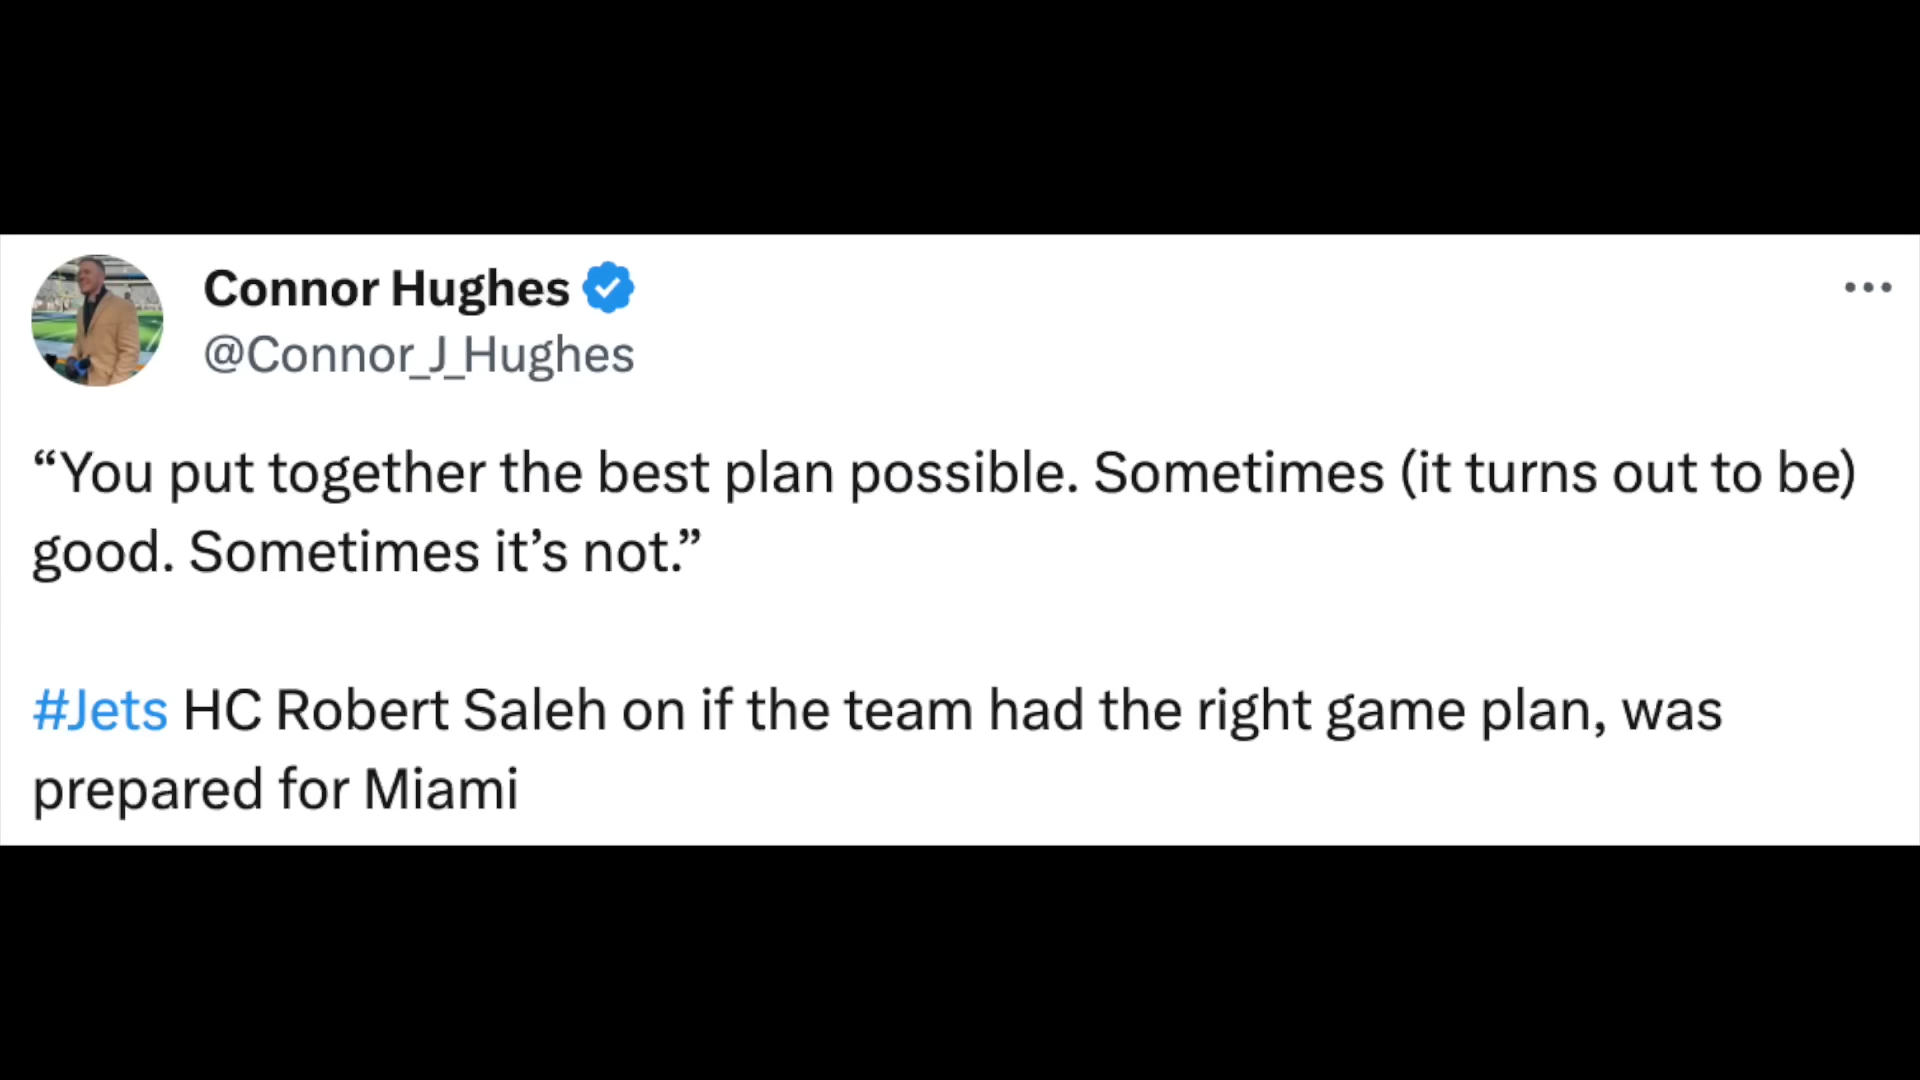 Connor Hughes
@Connor_J_Hughes
“You put together the best plan possible. Sometimes (it turns out to be)
good. Sometimes it’s not.”
#Jets HC Robert Saleh on if the team had the right game plan, was
prepared for Miami